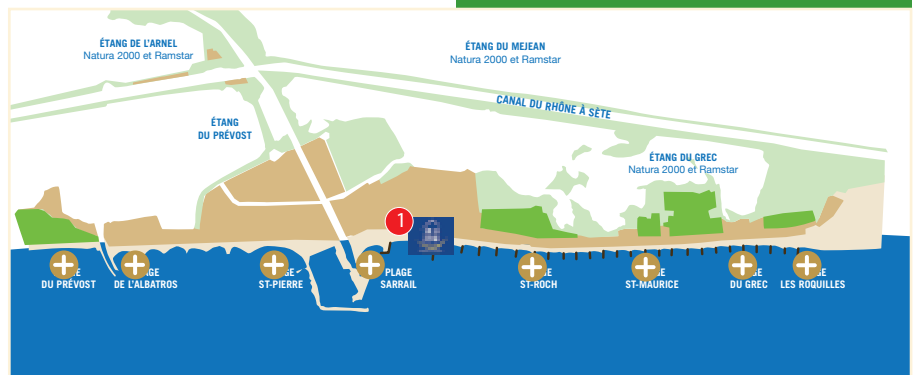 ÉTANG DE L'ARNEL
Natura 2000 et Ramstar
ÉTANG DU MEJEAN
Natura 2000 et Ramstar
CANAL DU RHÔNE À SÈTE
ÉTANG
DU PRÉVOST
ÉTANG DU GREC
Natura 2000 et Ramstar
1
DU PRÉVOST
DE L'ALBATROS
ST-PIERRE
PLAGE
SARRAIL
ST-ROCH
ST-MAURICE
DU GREC
LES ROQUILLES